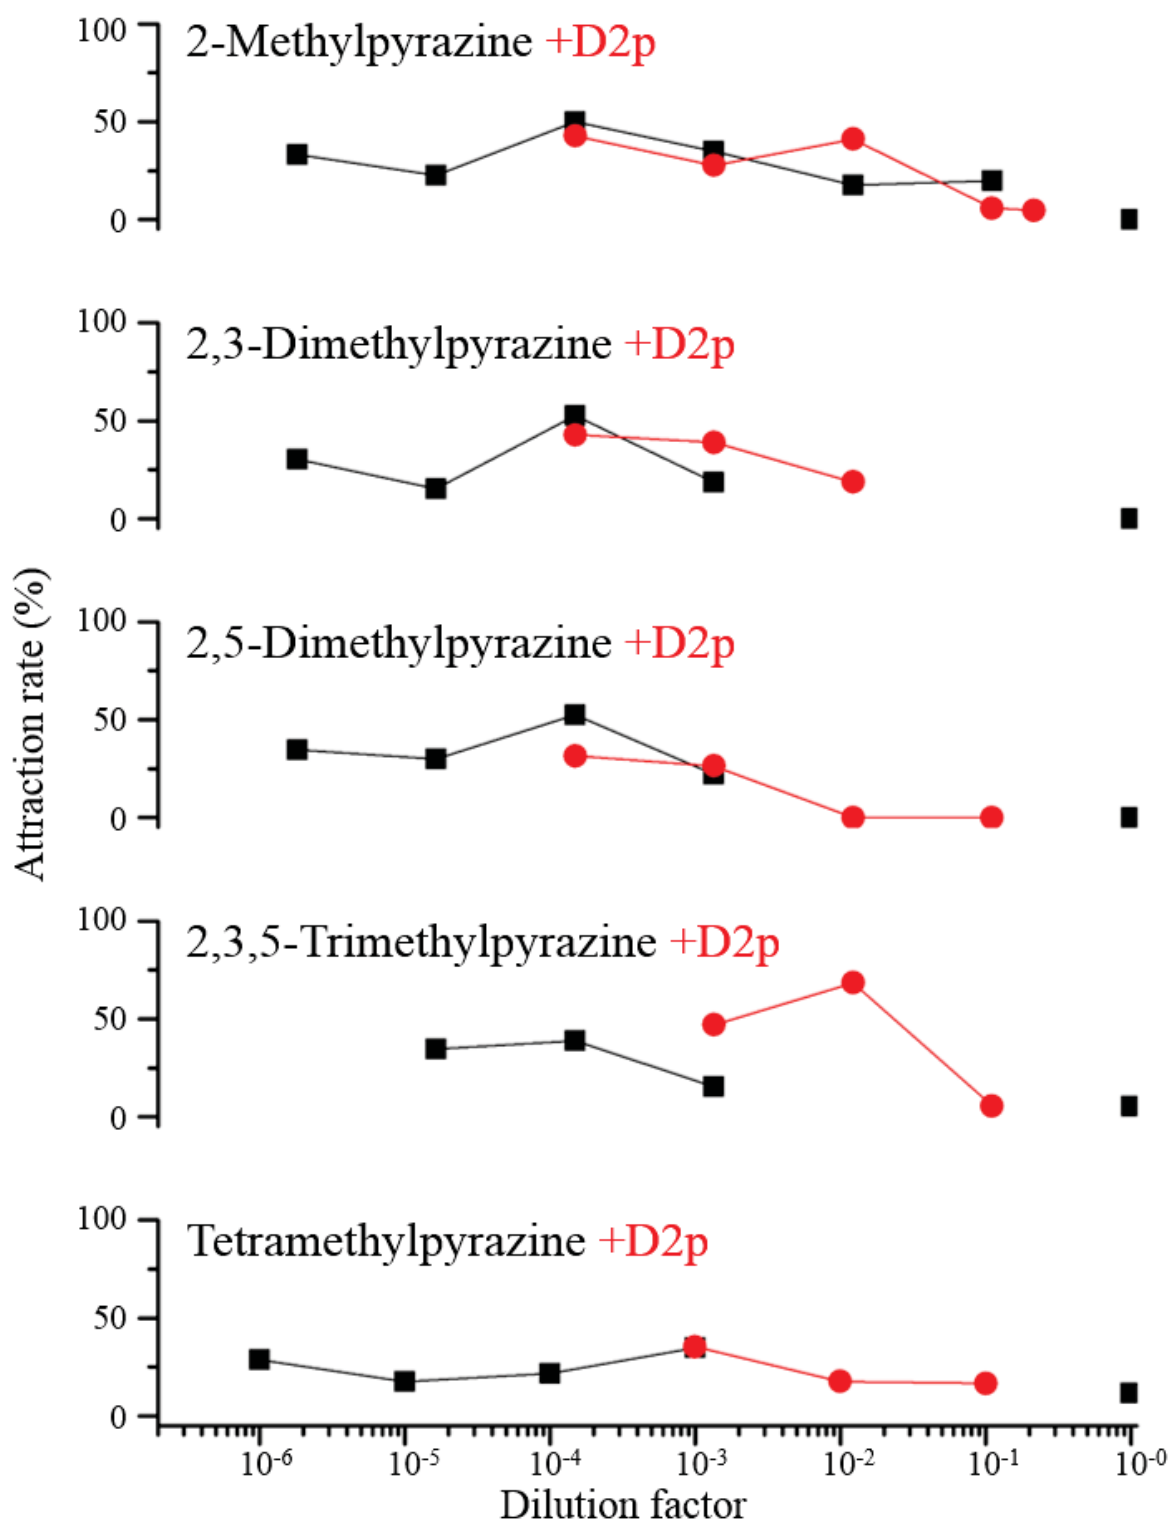 2-Methylpyrazine +D2p
100
50
0
2,3-Dimethylpyrazine +D2p
100
50
0
2,5-Dimethylpyrazine +D2p
100
50
0
2,3,5-Trimethylpyrazine +D2p
100
50
0
Tetramethylpyrazine +D2p
100
50
0
Attraction rate (%)
10-6 10-5 10-4 10-3 10-2 10-1 10-0
Dilution factor